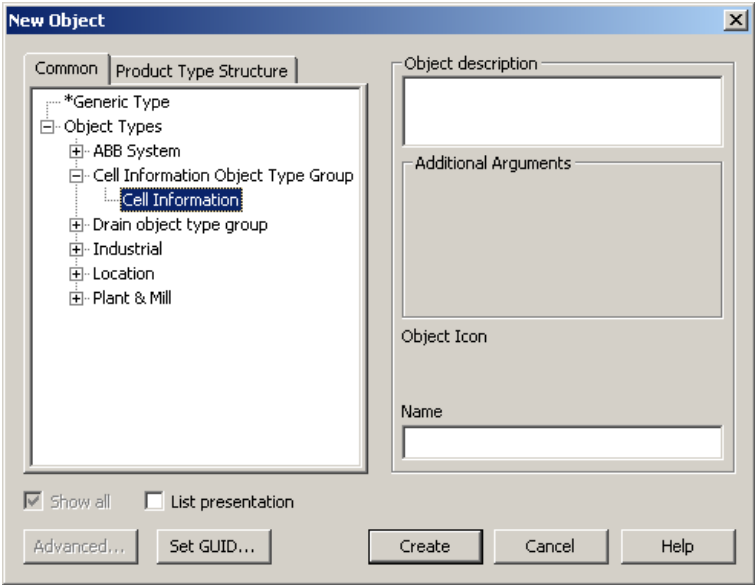 New Object
Common
Product Type Structure
*Generic Type
Object Types
ABB System
Cell Information Object Type Group
Cell Information
Drain object type group
Industrial
Location
Plant & Mill
Show all
List presentation
Advanced...
Set GUID...
Object description
Additional Arguments
Object Icon
Name
Create
Cancel
Help